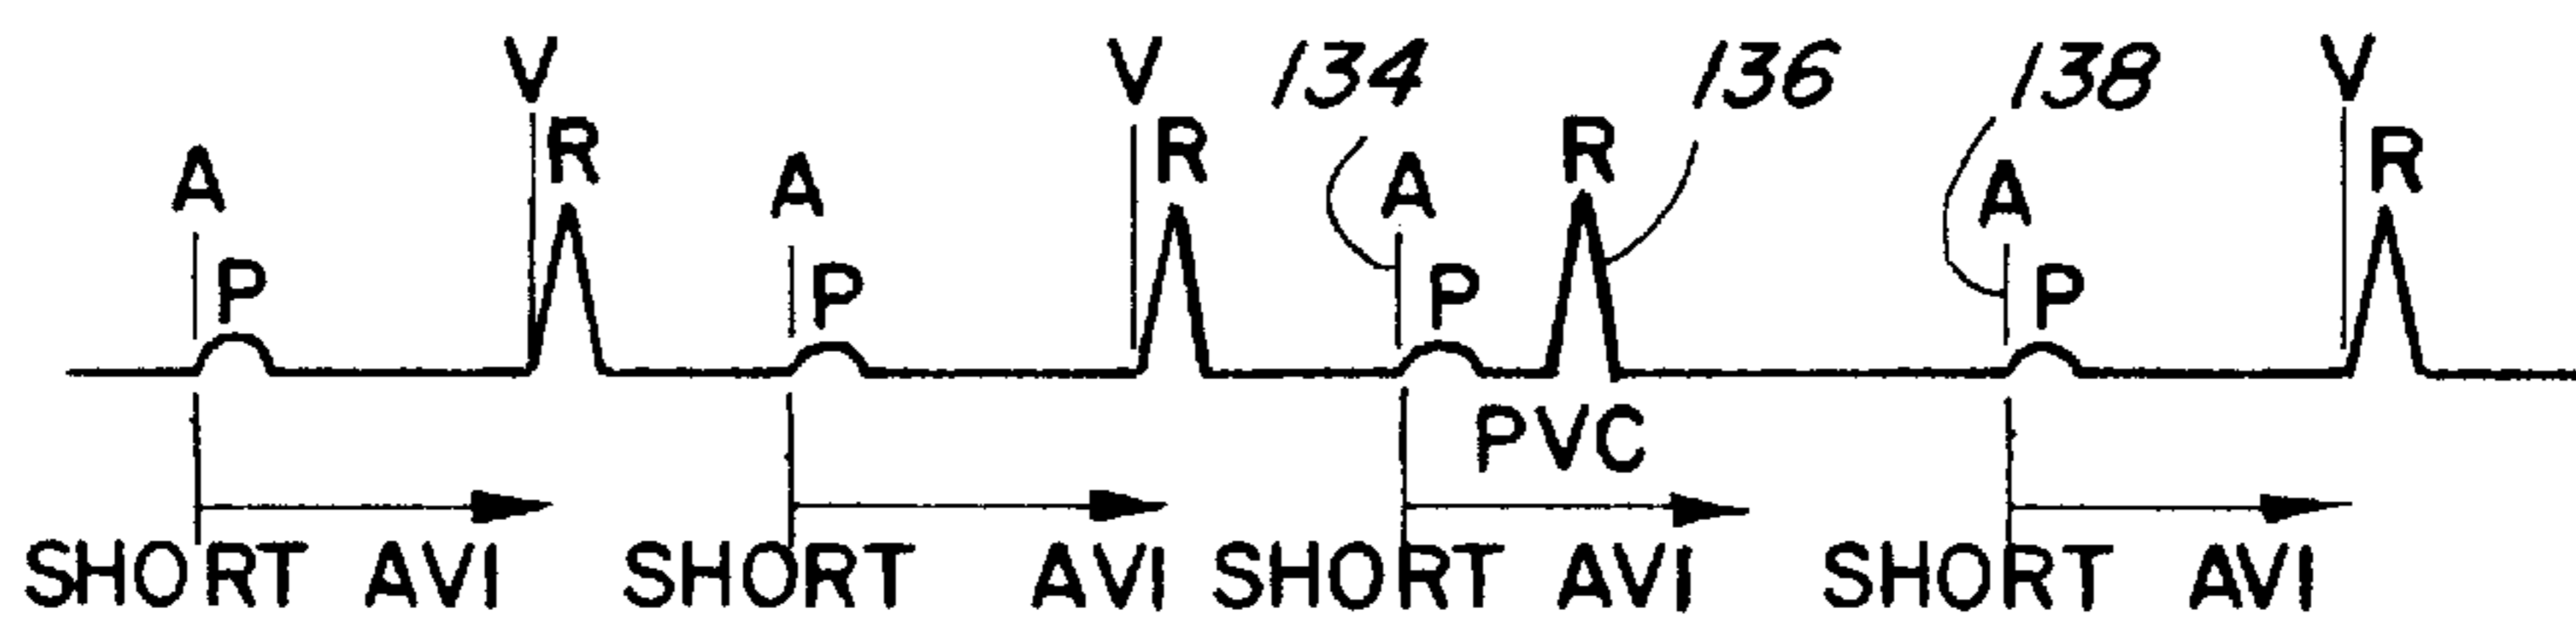 V V 134 136 138 V
A R A R A R A R
P P P P
PVC
SHORT AVI SHORT AVI SHORT AVI SHORT AVI